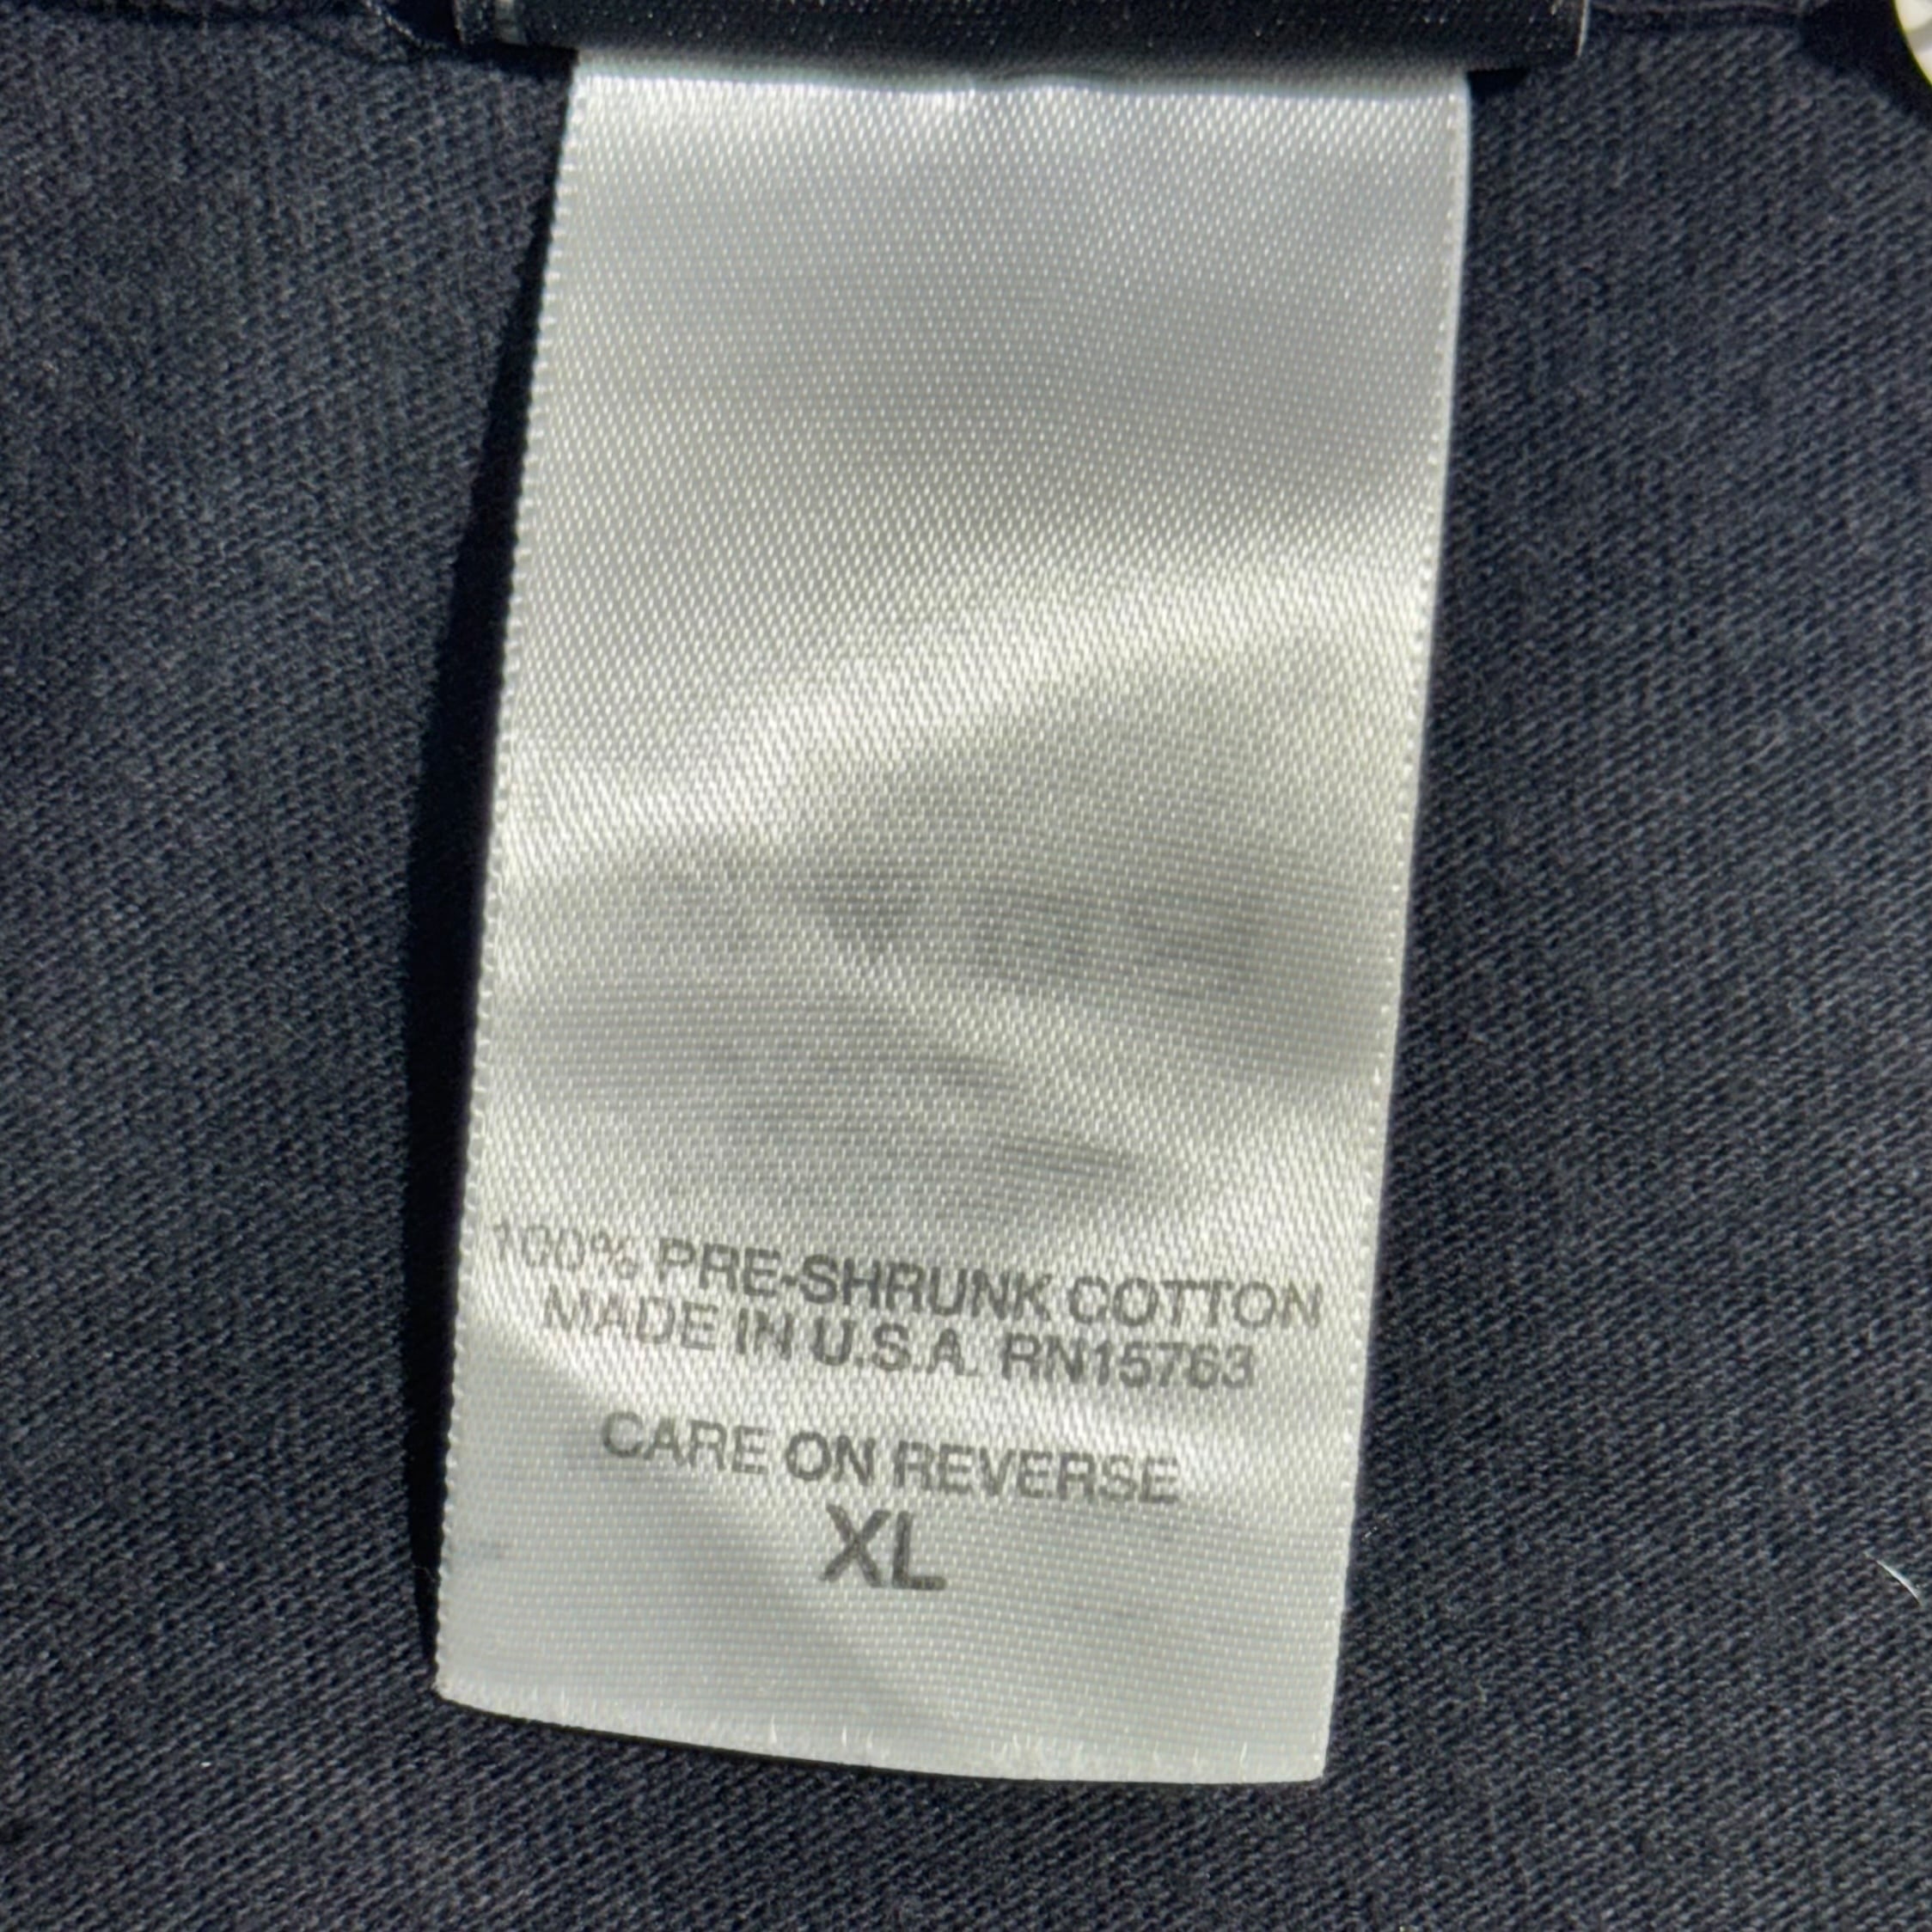 100% PRE-SHRUNK COTTON
MADE IN U.S.A. RN15763
CARE ON REVERSE
XL